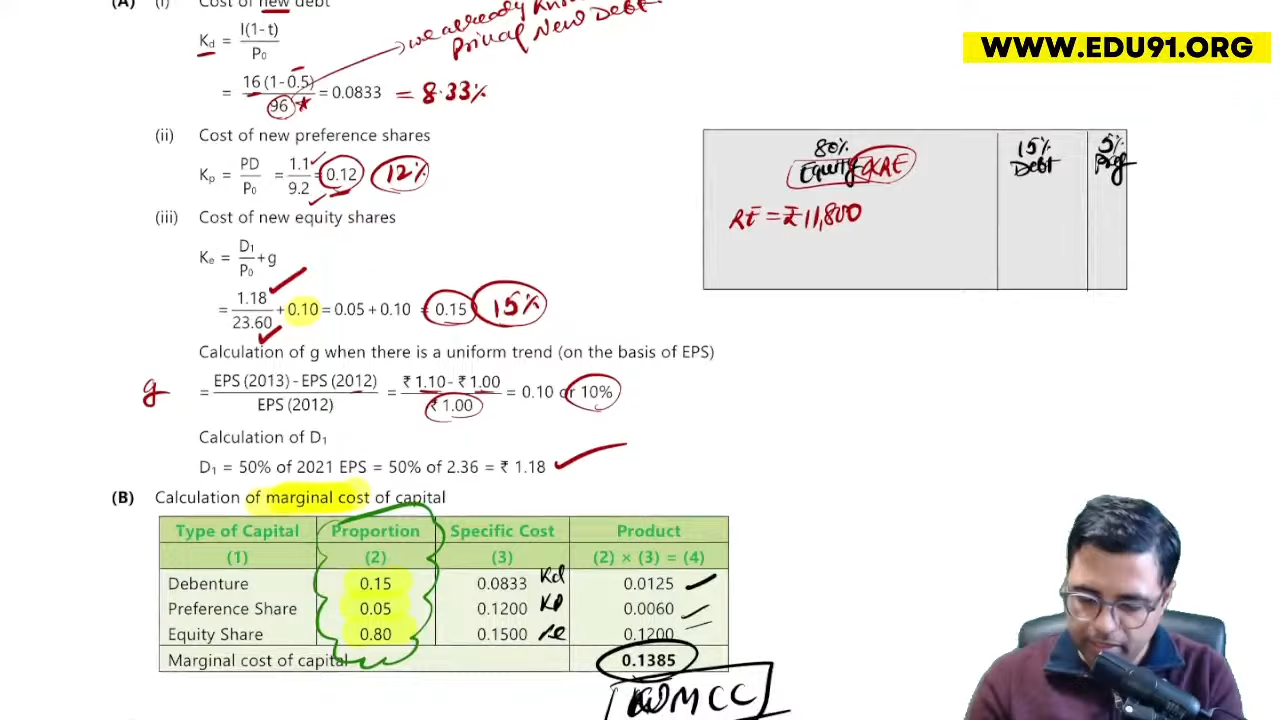 (A) (i) Cost of new debt
we already Know
Prival New Debt
WWW.EDU91.ORG
Kd = I(1-t)
P0
= 16 (1-0.5) = 0.0833 = 8.33%
96 *
(ii) Cost of new preference shares
Kp = PD = 1.1 = 0.12 12%
P0 9.2
(iii) Cost of new equity shares
Ke = D1 +g
P0
= 1.18 + 0.10 = 0.05 + 0.10 = 0.15 15%
23.60
80% 15% 5%
Equity Debt
RE = ₹11,800
Calculation of g when there is a uniform trend (on the basis of EPS)
g = EPS (2013) - EPS (2012) = ₹ 1.10 - ₹ 1.00 = 0.10 or 10%
EPS (2012) ₹ 1.00
Calculation of D1
D1 = 50% of 2021 EPS = 50% of 2.36 = ₹ 1.18
(B) Calculation of marginal cost of capital
Type of Capital Proportion Specific Cost Product
(1) (2) (3) (2) × (3) = (4)
Debenture 0.15 0.0833 Kd 0.0125
Preference Share 0.05 0.1200 Kp 0.0060
Equity Share 0.80 0.1500 Ke 0.1200
Marginal cost of capital 0.1385
WMCC